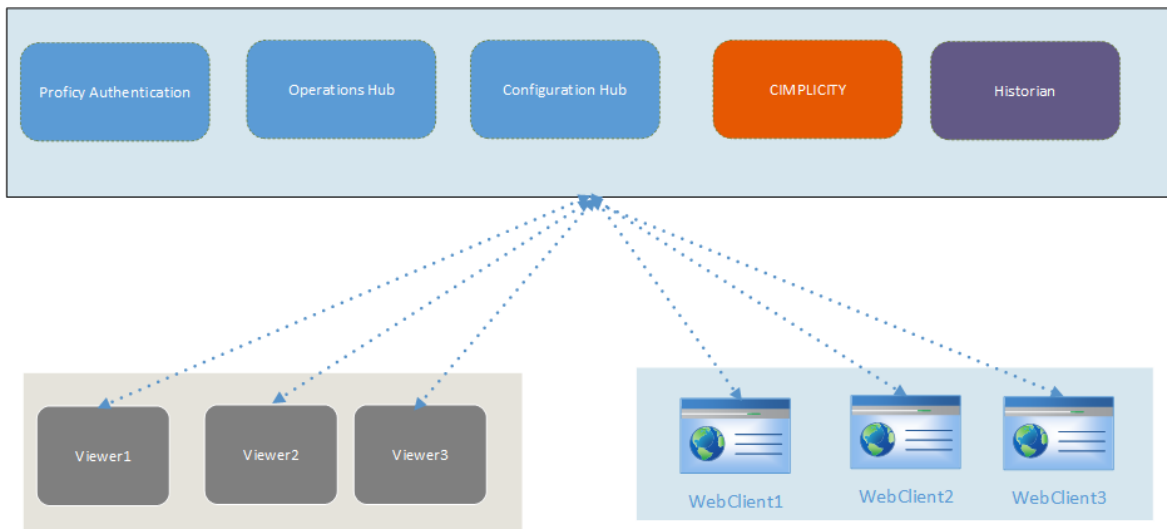 Proficy Authentication
Operations Hub
Configuration Hub
CIMPLICITY
Historian
Viewer1
Viewer2
Viewer3
WebClient1
WebClient2
WebClient3